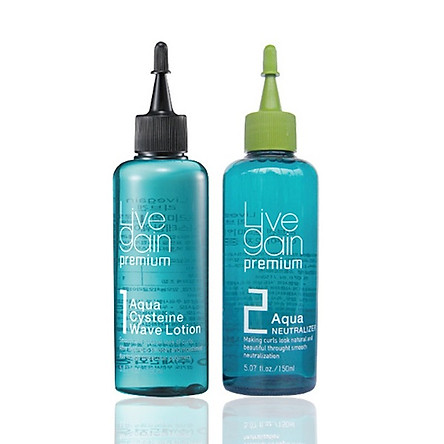 Live
gain
premium
1 Aqua
Cysteine
Wave Lotion
Live
gain
premium
2 Aqua
NEUTRALIZER
Making curls look natural and
beautiful throught smooth
neutralization
5.07 fl.oz./150ml